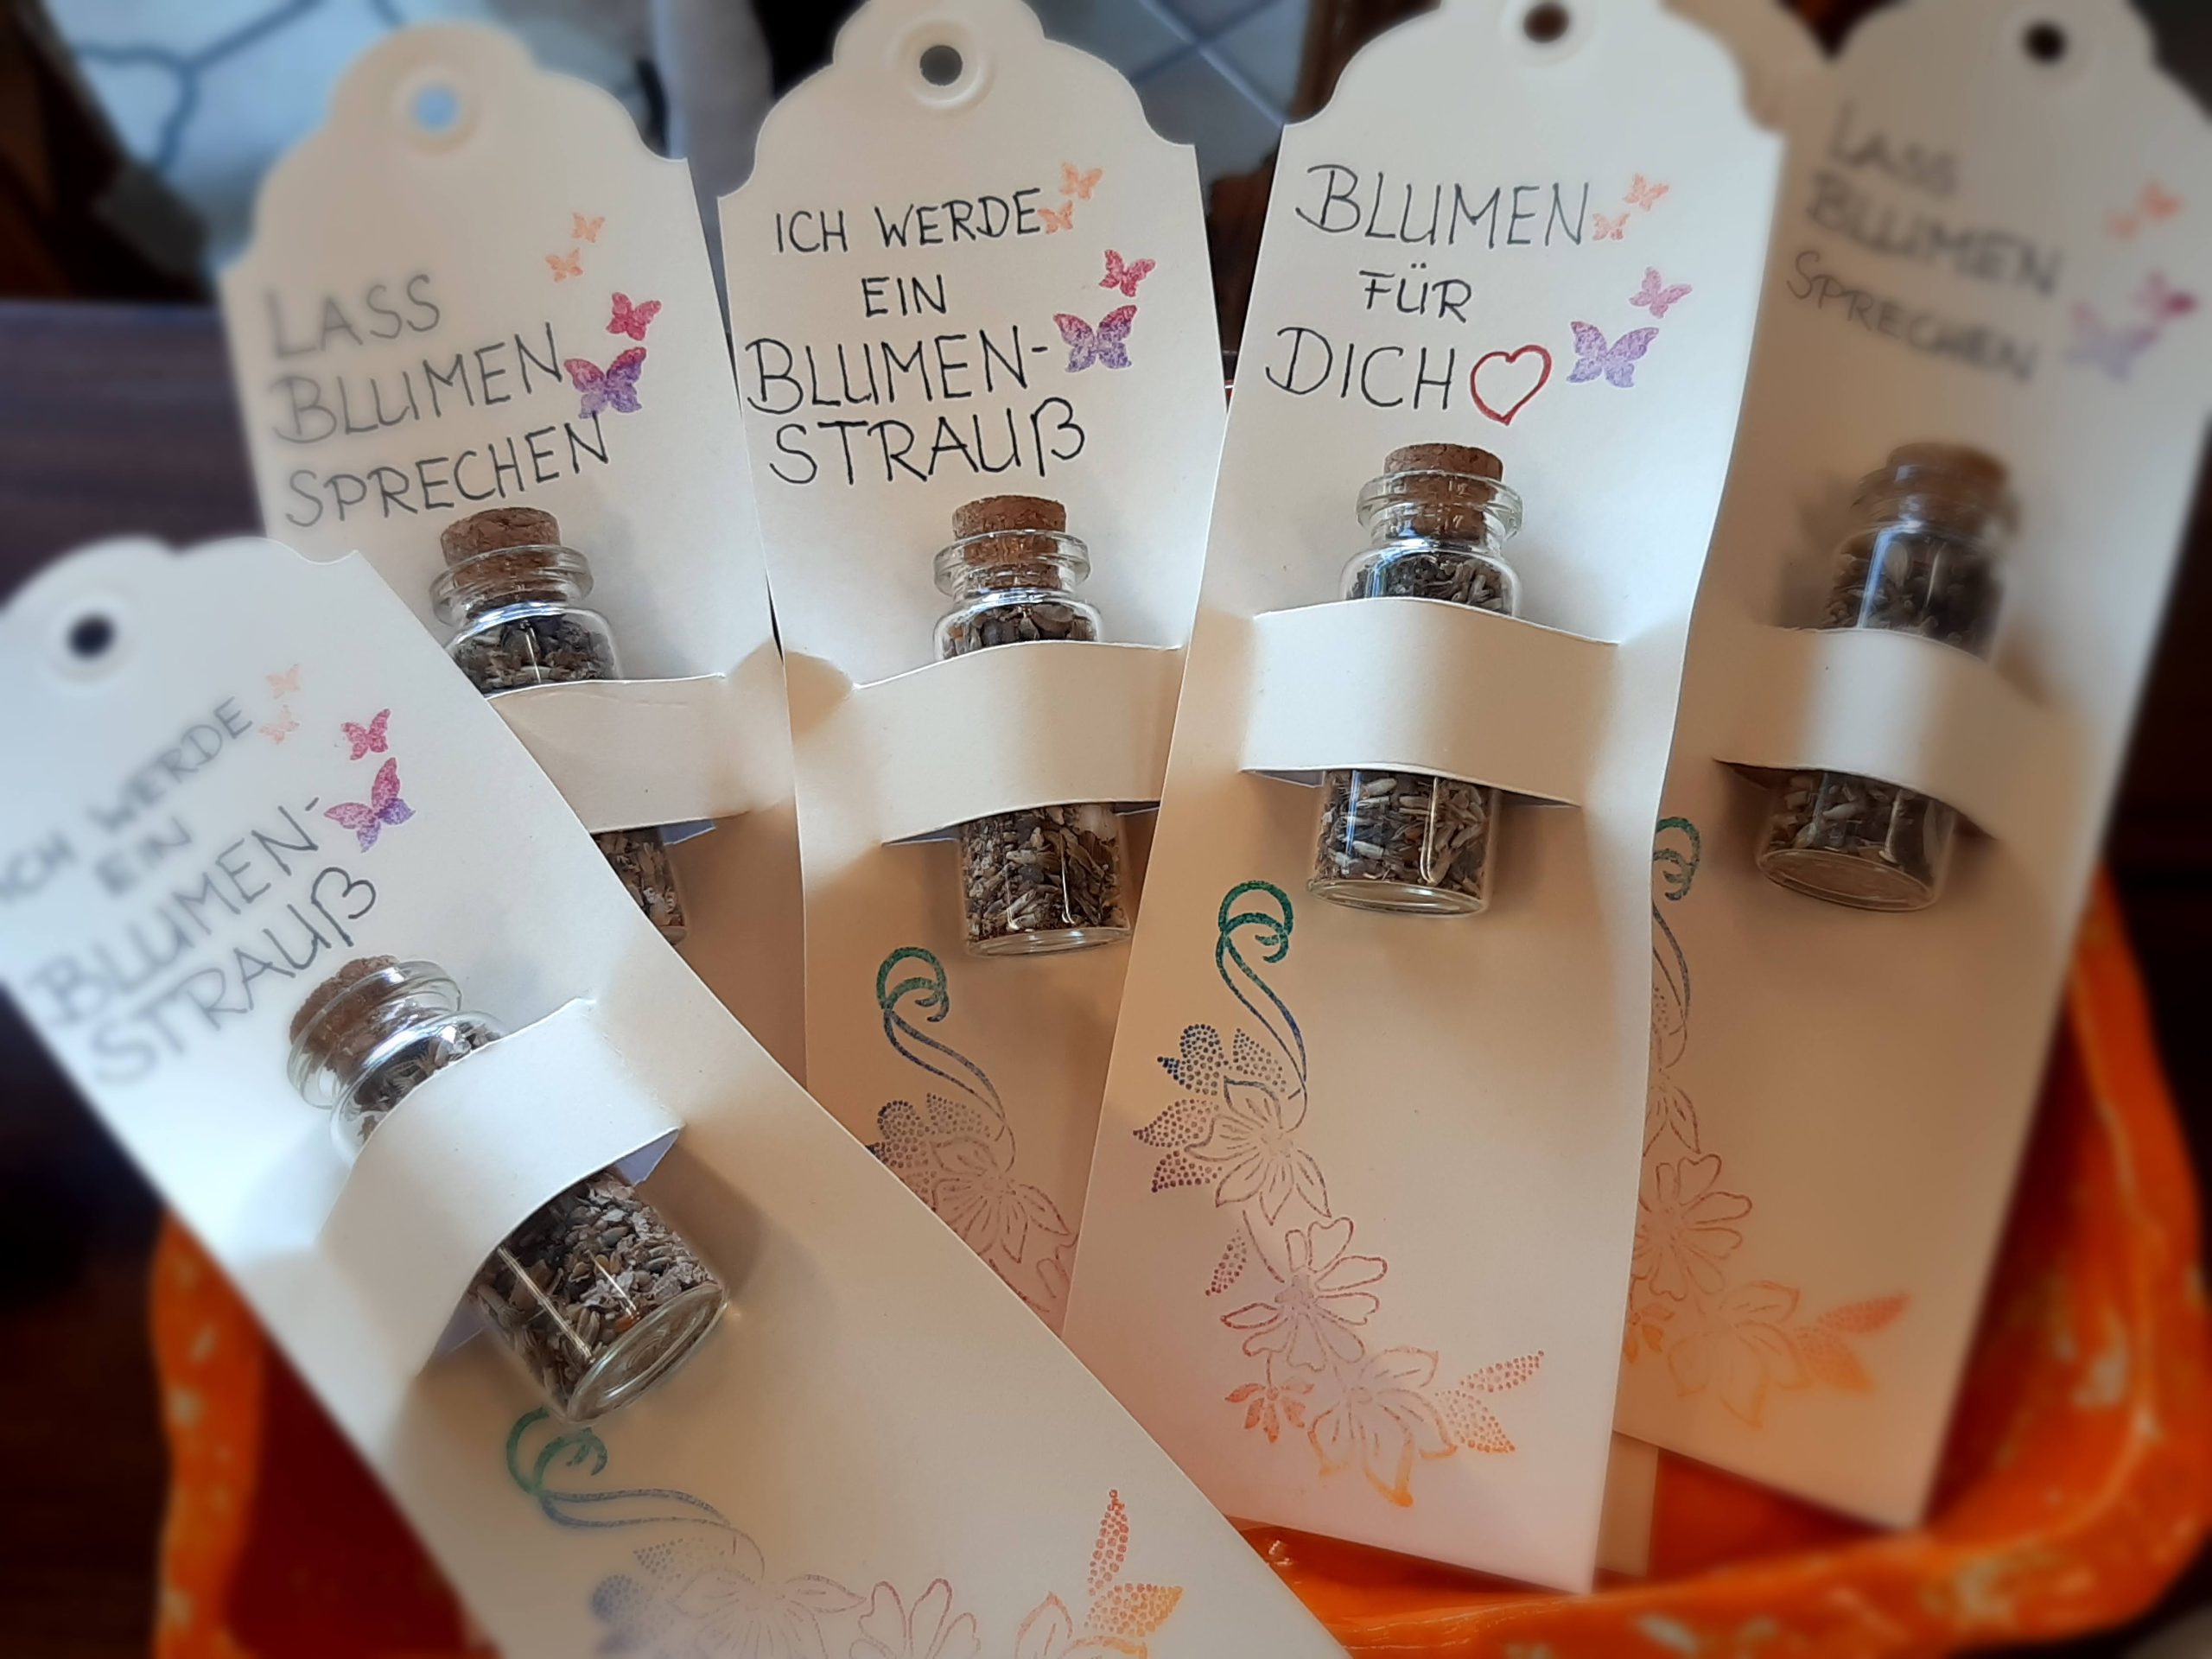 LASS
BLUMEN
SPRECHEN
ICH WERDE
EIN
BLUMEN-
STRAUß
BLUMEN
FÜR
DICH
LASS
BLUMEN
SPRECHEN
ICH WERDE
EIN
BLUMEN-
STRAUß